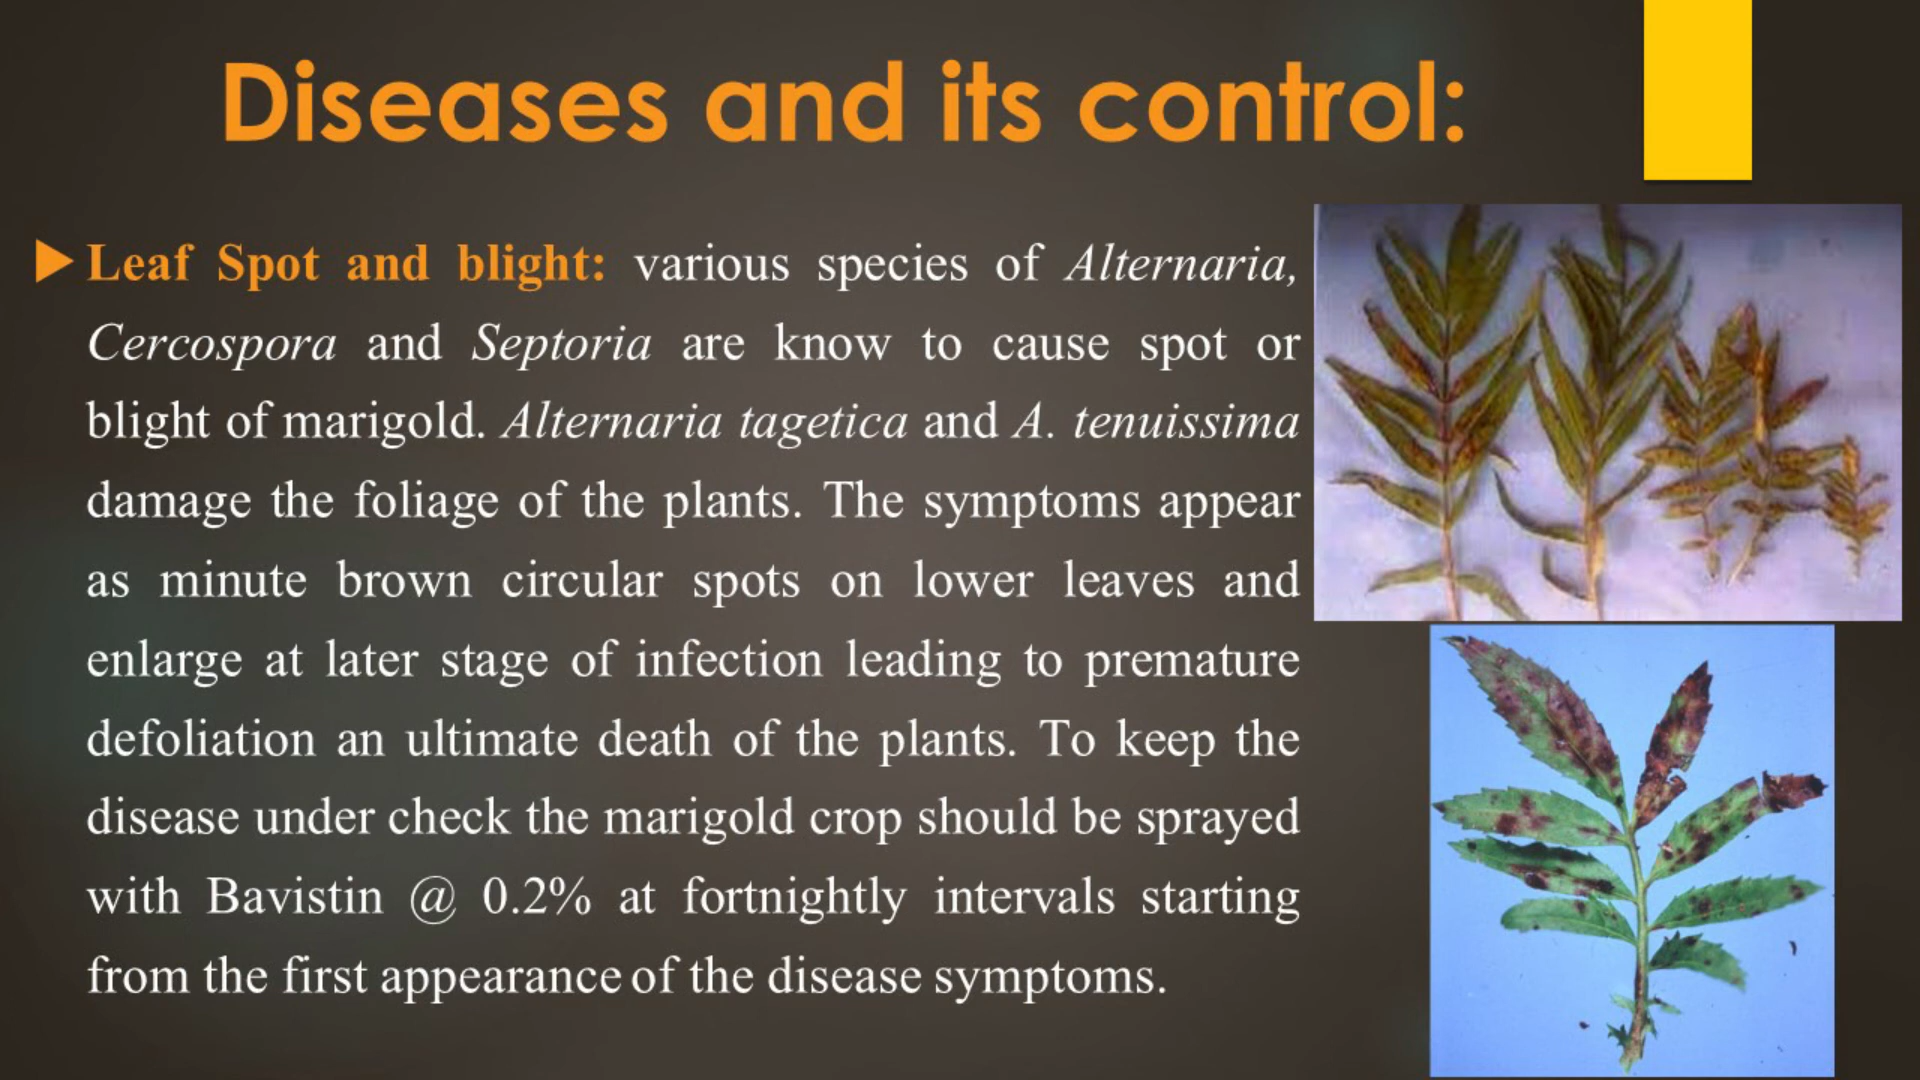 Diseases and its control:
Leaf Spot and blight: various species of Alternaria,
Cercospora and Septoria are know to cause spot or
blight of marigold. Alternaria tagetica and A. tenuissima
damage the foliage of the plants. The symptoms appear
as minute brown circular spots on lower leaves and
enlarge at later stage of infection leading to premature
defoliation an ultimate death of the plants. To keep the
disease under check the marigold crop should be sprayed
with Bavistin @ 0.2% at fortnightly intervals starting
from the first appearance of the disease symptoms.